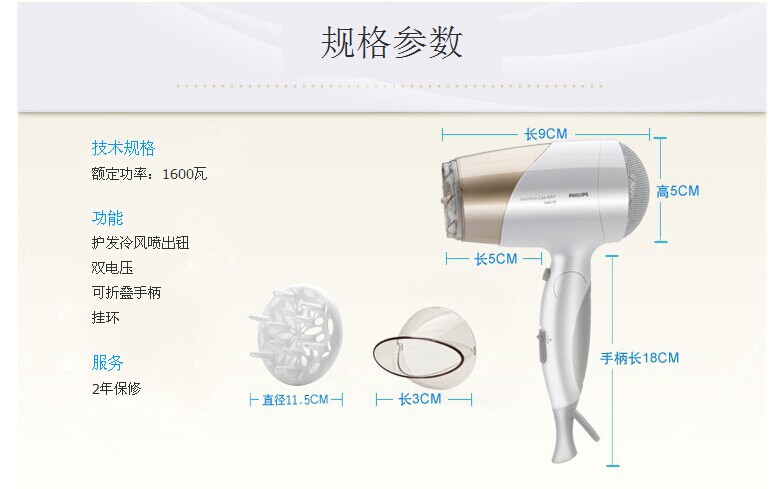 规格参数
长9CM
技术规格
额定功率：1600瓦
高5CM
PHILIPS
功能
护发冷风喷出钮
长5CM
双电压
可折叠手柄
挂环
手柄长18CM
服务
2年保修
直径11.5CM
长3CM